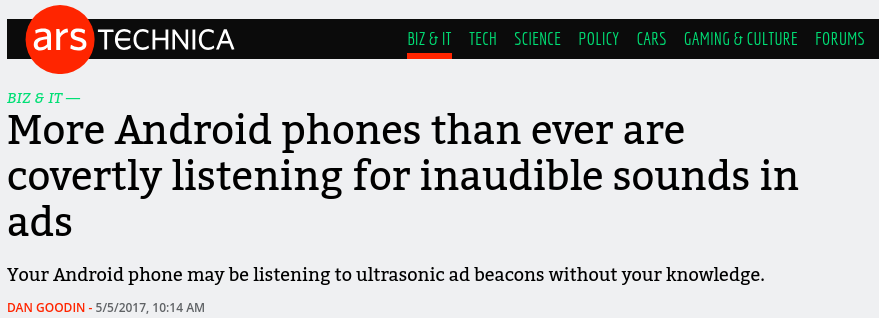 ars TECHNICA
BIZ & IT TECH SCIENCE POLICY CARS GAMING & CULTURE FORUMS
BIZ & IT —
More Android phones than ever are
covertly listening for inaudible sounds in
ads
Your Android phone may be listening to ultrasonic ad beacons without your knowledge.
DAN GOODIN - 5/5/2017, 10:14 AM